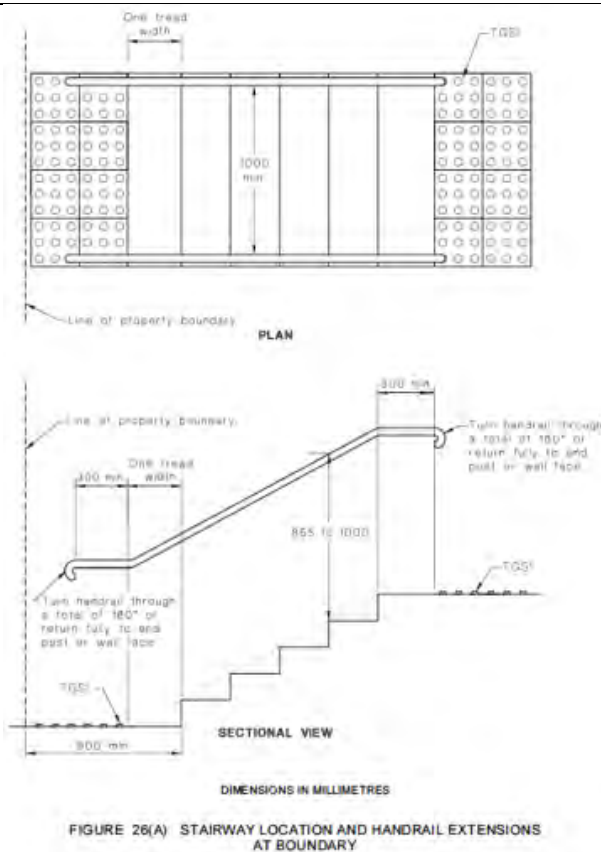 One tread
width
TGSI
1000
min
Line of property boundary
PLAN
300 min.
Line of property boundary
Turn handrail through
a total of 180° or
return fully to end
post or wall face
One tread
width
300 min.
865 to 1000
TGSI
Turn handrail through
a total of 180° or
return fully to end
post or wall face
TGSI
SECTIONAL VIEW
900 min
DIMENSIONS IN MILLIMETRES
FIGURE 26(A) STAIRWAY LOCATION AND HANDRAIL EXTENSIONS
AT BOUNDARY